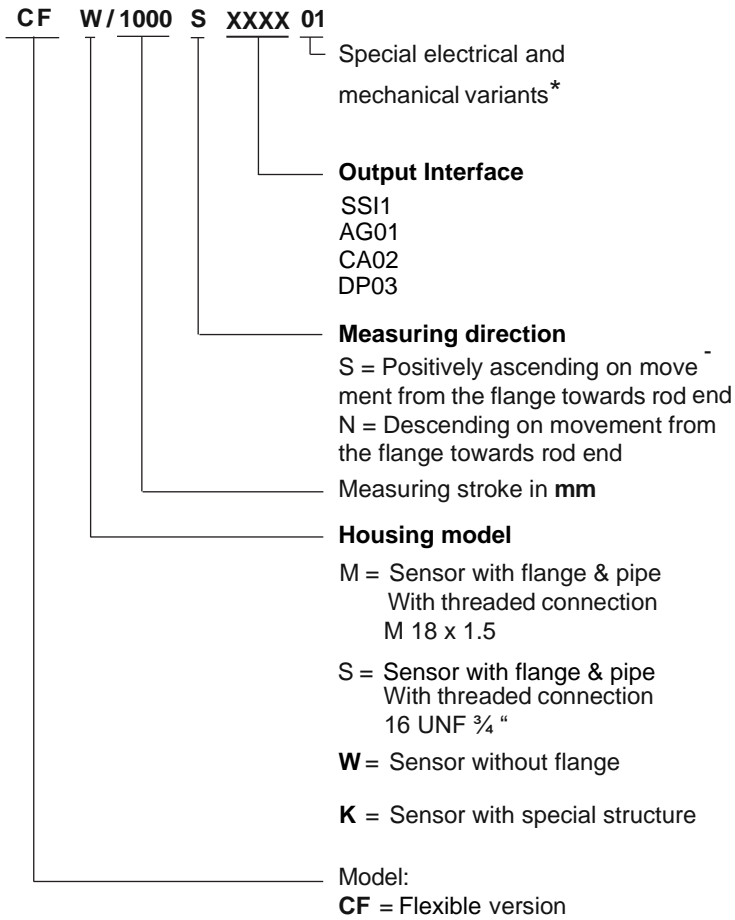 CF W/1000 S XXXX 01
Special electrical and
mechanical variants*
Output Interface
SSI1
AG01
CA02
DP03
Measuring direction
S = Positively ascending on move-
ment from the flange towards rod end
N = Descending on movement from
the flange towards rod end
Measuring stroke in mm
Housing model
M = Sensor with flange & pipe
With threaded connection
M 18 x 1.5
S = Sensor with flange & pipe
With threaded connection
16 UNF ¾ “
W = Sensor without flange
K = Sensor with special structure
Model:
CF = Flexible version